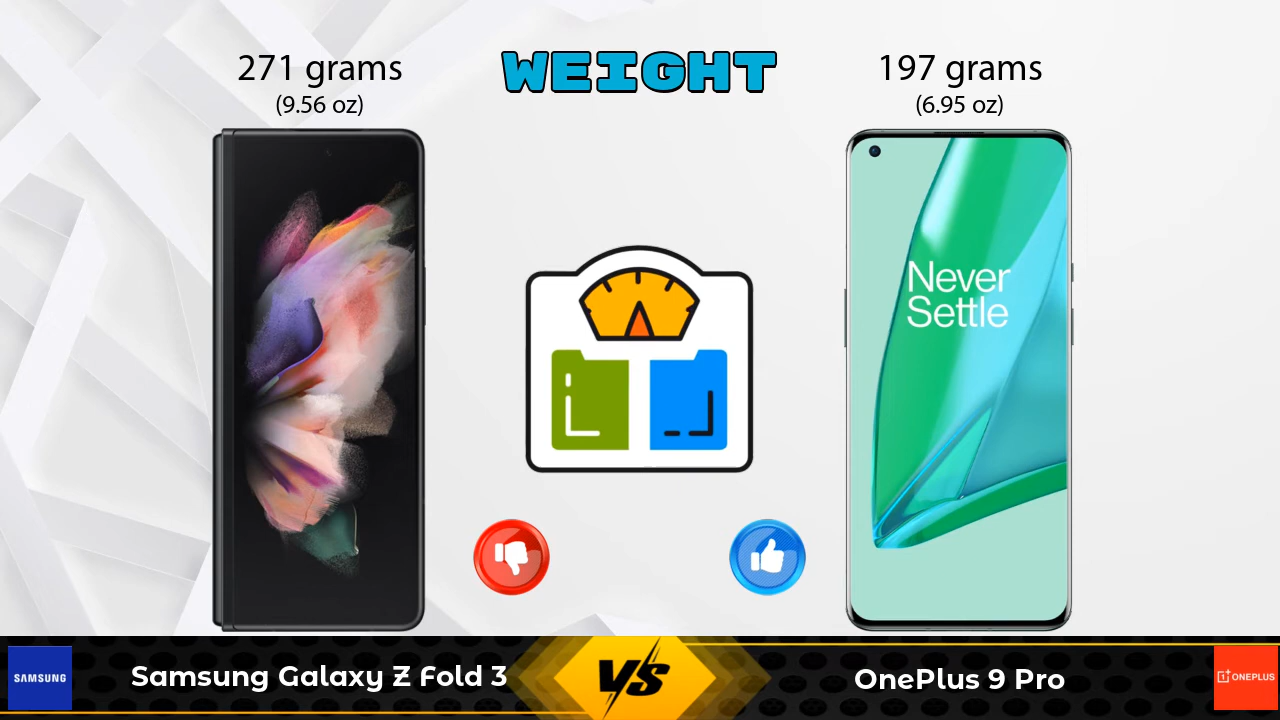 271 grams
(9.56 oz)
WEIGHT
197 grams
(6.95 oz)
Never
Settle
SAMSUNG
Samsung Galaxy Z Fold 3
VS
OnePlus 9 Pro
1+ ONEPLUS